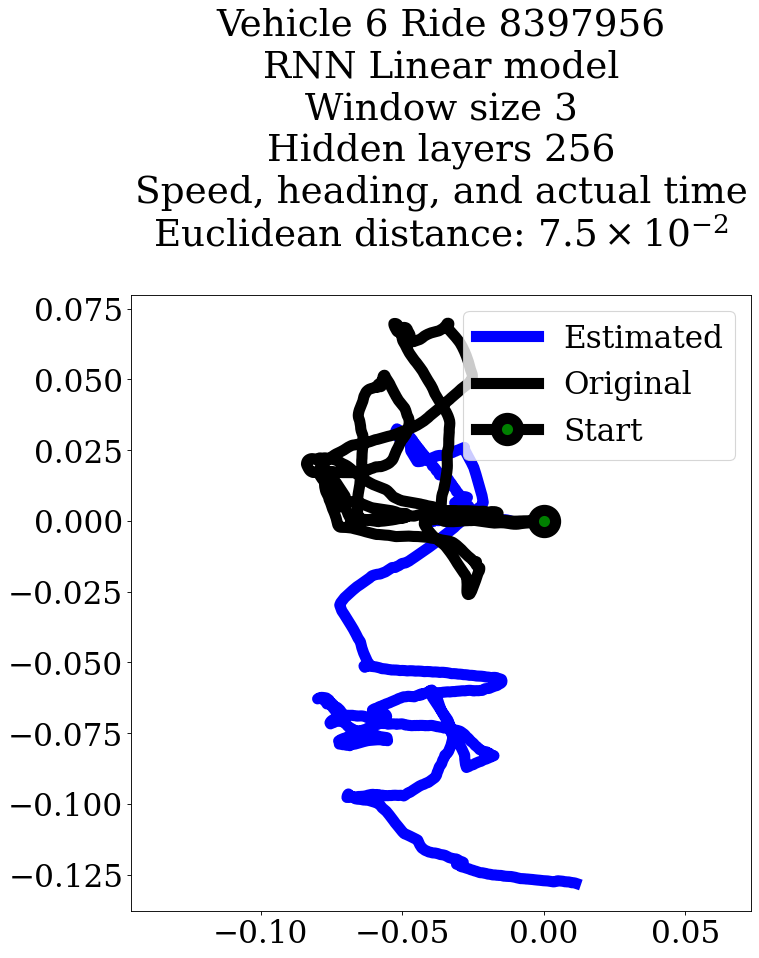 Vehicle 6 Ride 8397956
RNN Linear model
Window size 3
Hidden layers 256
Speed, heading, and actual time
Euclidean distance: 7.5 × 10⁻²
0.075
0.050
0.025
0.000
−0.025
−0.050
−0.075
−0.100
−0.125
Estimated
Original
Start
−0.10
−0.05
0.00
0.05